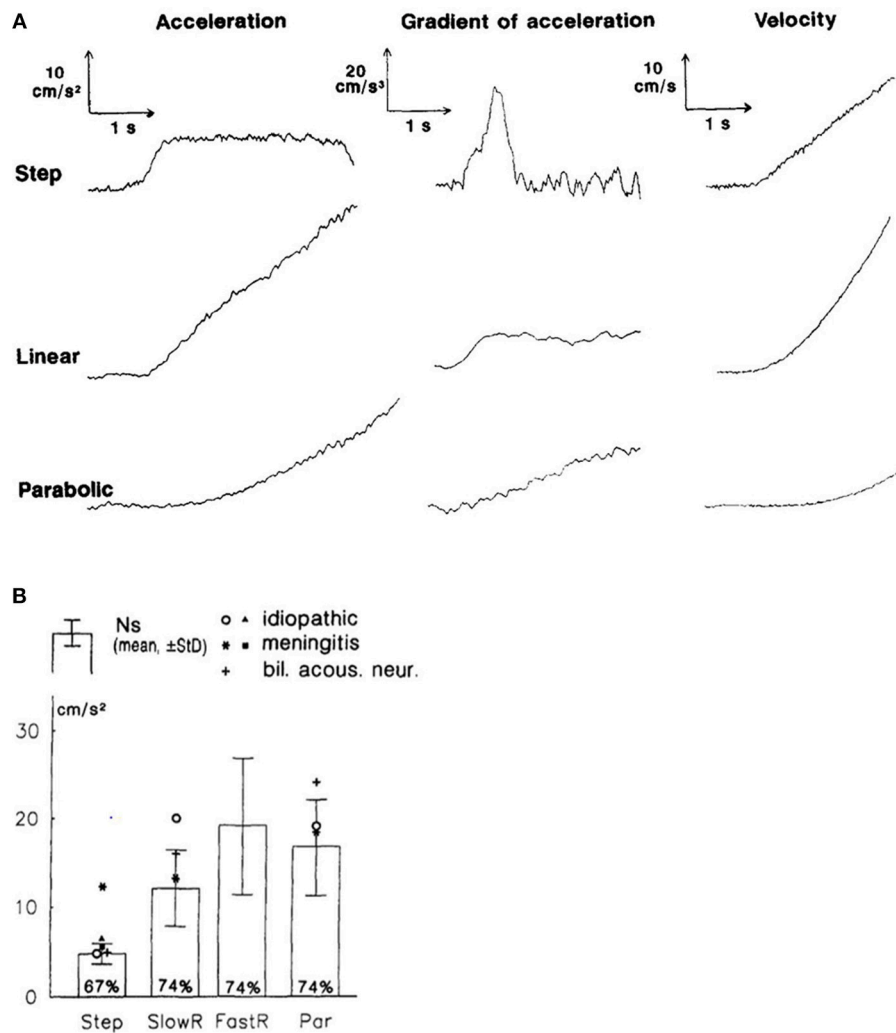 A
Acceleration
Gradient of acceleration
Velocity
10
cm/s²
1 s
20
cm/s³
1 s
10
cm/s
1 s
Step
Linear
Parabolic
B
Ns
(mean, ±StD)
idiopathic
meningitis
bil. acous. neur.
cm/s²
30
20
10
0
67%
74%
74%
74%
Step
SlowR
FastR
Par